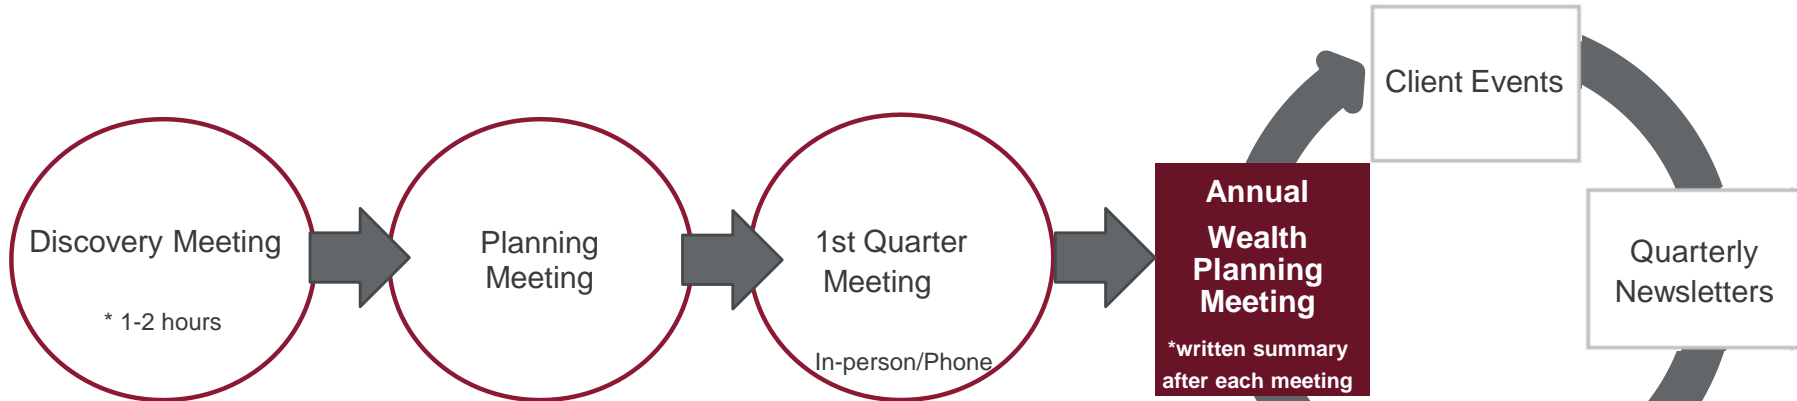 Discovery Meeting
* 1-2 hours
Planning
Meeting
1st Quarter
Meeting
In-person/Phone
Annual
Wealth
Planning
Meeting
*written summary
after each meeting
Client Events
Quarterly
Newsletters